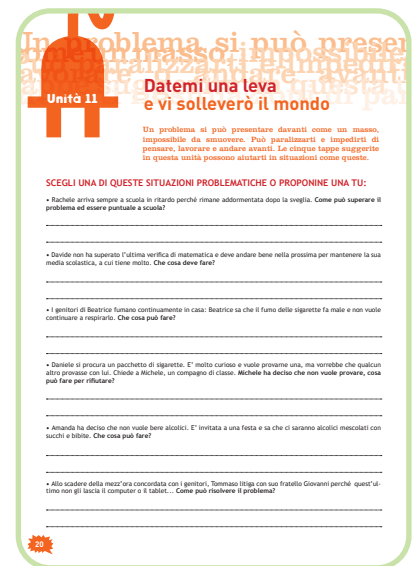 Unità 11
Datemi una leva
e vi solleverò il mondo
Un problema si può presentare davanti come un masso,
impossibile da smuovere. Può paralizzarti e impedirti di
pensare, lavorare e andare avanti. Le cinque tappe suggerite
in questa unità possono aiutarti in situazioni come queste.
SCEGLI UNA DI QUESTE SITUAZIONI PROBLEMATICHE O PROPONINE UNA TU:
• Rachele arriva sempre a scuola in ritardo perché rimane addormentata dopo la sveglia. Come può superare il
problema ed essere puntuale a scuola?
• Davide non ha superato l'ultima verifica di matematica e deve andare bene nella prossima per mantenere la sua
media scolastica, a cui tiene molto. Che cosa deve fare?
• I genitori di Beatrice fumano continuamente in casa: Beatrice sa che il fumo delle sigarette fa male e non vuole
continuare a respirarlo. Che cosa può fare?
• Daniele si procura un pacchetto di sigarette. E' molto curioso e vuole provarne una, ma vorrebbe che qualcun
altro provasse con lui. Chiede a Michele, un compagno di classe. Michele ha deciso che non vuole provare, cosa
può fare per rifiutare?
• Amanda ha deciso che non vuole bere alcolici. E' invitata a una festa e sa che ci saranno alcolici mescolati con
succhi e bibite. Che cosa può fare?
• Allo scadere della mezz'ora concordata con i genitori, Tommaso litiga con suo fratello Giovanni perché quest'ul-
timo non gli lascia il computer o il tablet... Come può risolvere il problema?
20